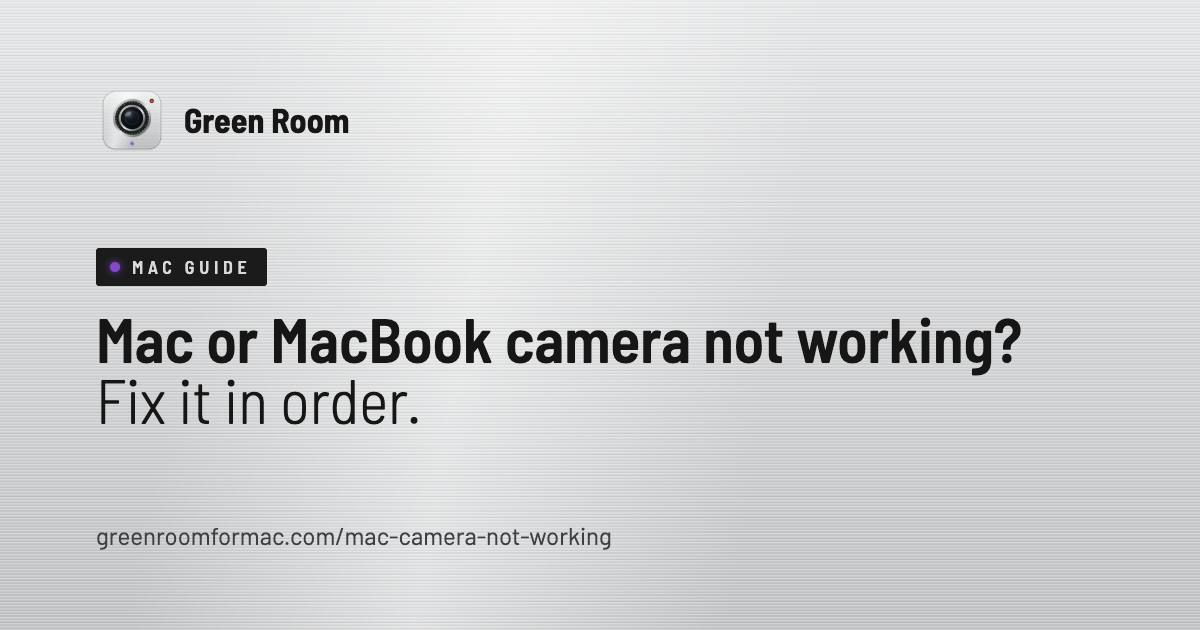 Green Room
MAC GUIDE
Mac or MacBook camera not working?
Fix it in order.
greenroomformac.com/mac-camera-not-working